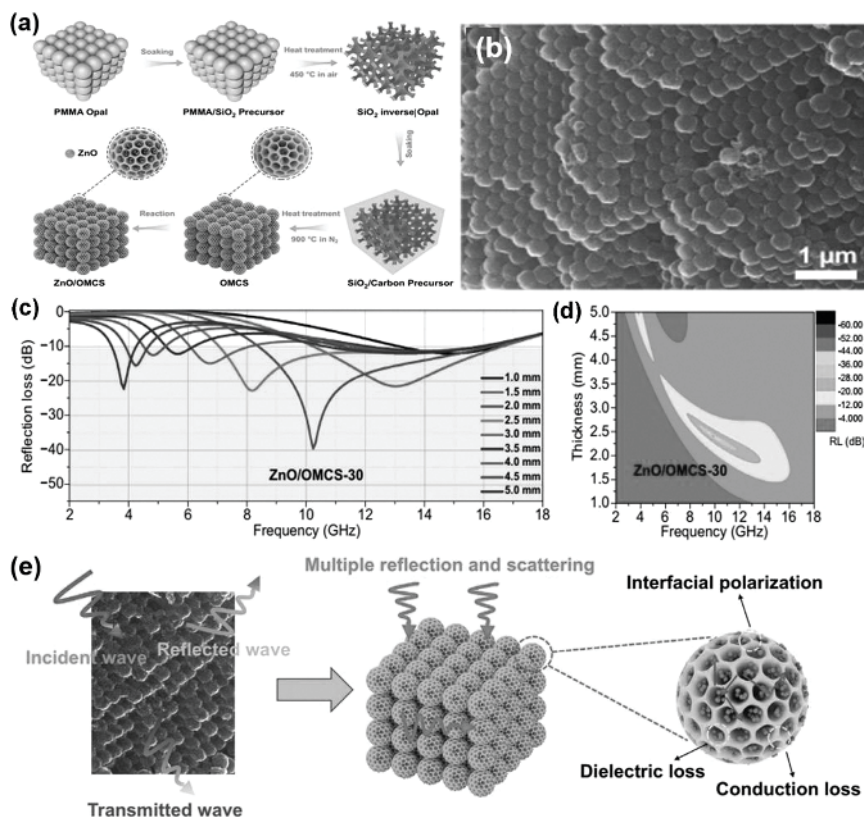 (a)
Soaking
Heat treatment
450 °C in air
PMMA Opal
PMMA/SiO₂ Precursor
SiO₂ inverse|Opal
ZnO
Soaking
Reaction
Heat treatment
900 °C in N₂
ZnO/OMCS
OMCS
SiO₂/Carbon Precursor
(b)
1 μm
(c)
0
-10
-20
-30
-40
-50
Reflection loss (dB)
1.0 mm
1.5 mm
2.0 mm
2.5 mm
3.0 mm
3.5 mm
4.0 mm
4.5 mm
5.0 mm
ZnO/OMCS-30
2 4 6 8 10 12 14 16 18
Frequency (GHz)
(d)
5.0
4.5
4.0
3.5
3.0
2.5
2.0
1.5
1.0
Thickness (mm)
ZnO/OMCS-30
2 4 6 8 10 12 14 16 18
Frequency (GHz)
-60.00
-52.00
-44.00
-36.00
-28.00
-20.00
-12.00
-4.000
RL (dB)
(e)
Multiple reflection and scattering
Incident wave
Reflected wave
Transmitted wave
Interfacial polarization
Dielectric loss
Conduction loss